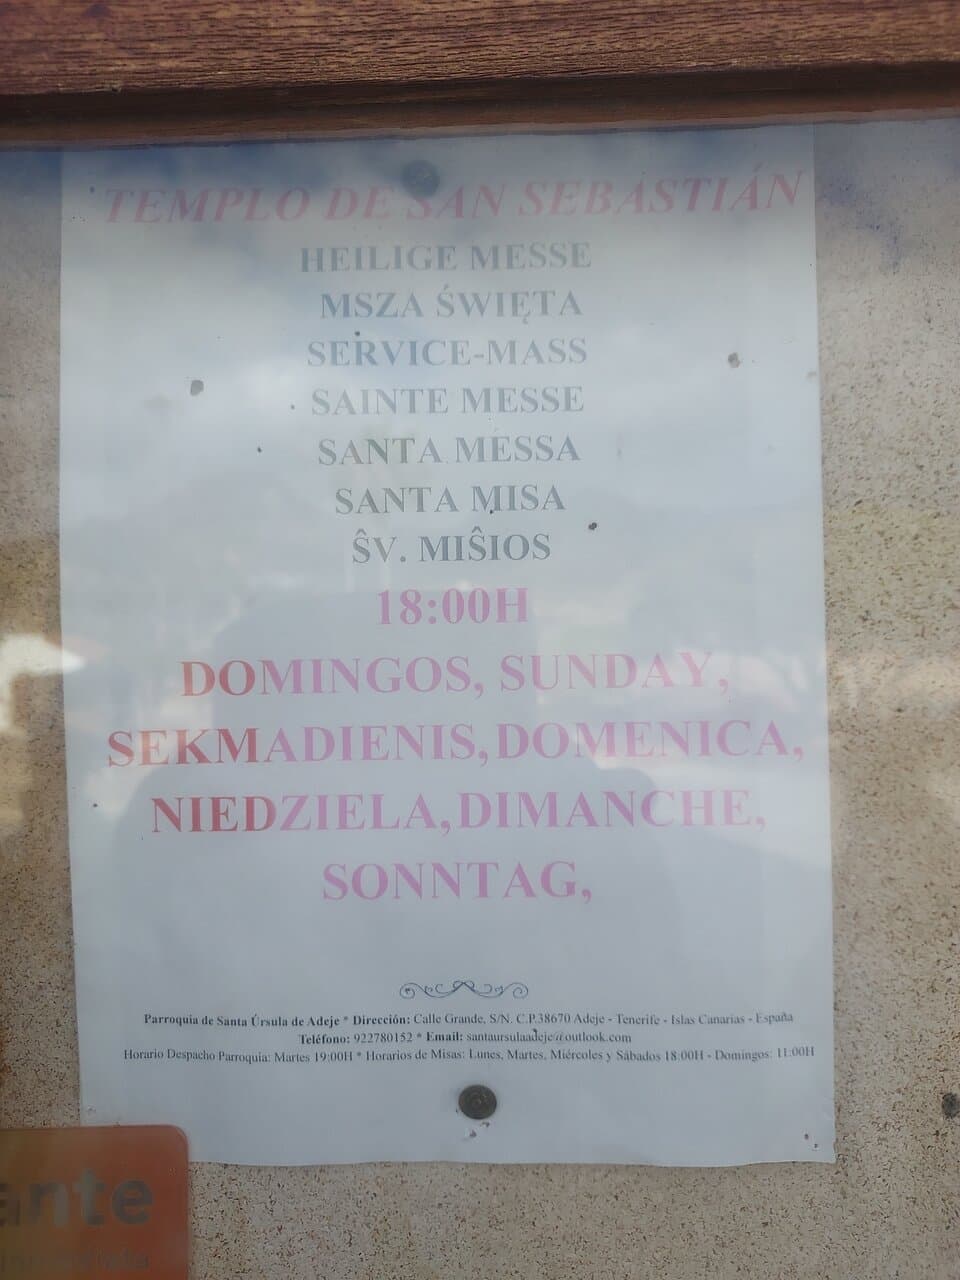 TEMPLO DE SAN SEBASTIÁN
HEILIGE MESSE
MSZA ŚWIĘTA
SERVICE-MASS
SAINTE MESSE
SANTA MESSA
SANTA MISA
ŜV. MIŜIOS
18:00H
DOMINGOS, SUNDAY,
SEKMADIENIS, DOMENICA,
NIEDZIELA, DIMANCHE,
SONNTAG,
Parroquia de Santa Úrsula de Adeje * Dirección: Calle Grande, S/N. C.P.38670 Adeje - Tenerife - Islas Canarias - España
Teléfono: 922780152 * Email: santaursulaadeje@outlook.com
Horario Despacho Parroquia: Martes 19:00H * Horarios de Misas: Lunes, Martes, Miércoles y Sábados 18:00H - Domingos: 11:00H
ante